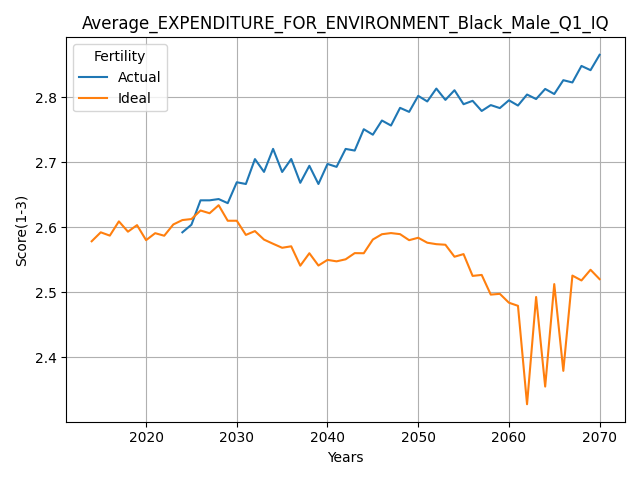 Average_EXPENDITURE_FOR_ENVIRONMENT_Black_Male_Q1_IQ
Fertility
Actual
Ideal
Score(1-3)
2.8
2.7
2.6
2.5
2.4
2020 2030 2040 2050 2060 2070
Years